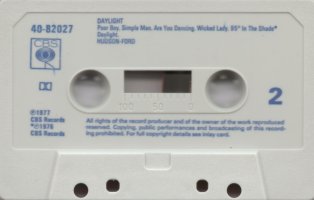 DAYLIGHT
40-82027
Poor Boy. Simple Man. Are You Dancing. Wicked Lady. 95° In The Shade*
Daylight.
HUDSON-FORD
CBS
100 50 0
2
℗1977
CBS Records
*℗1976
CBS Records
All rights of the record producer and of the owner of the work reproduced
reserved. Copying, public performances and broadcasting of this record-
ing prohibited. For full copyright details see inlay card.